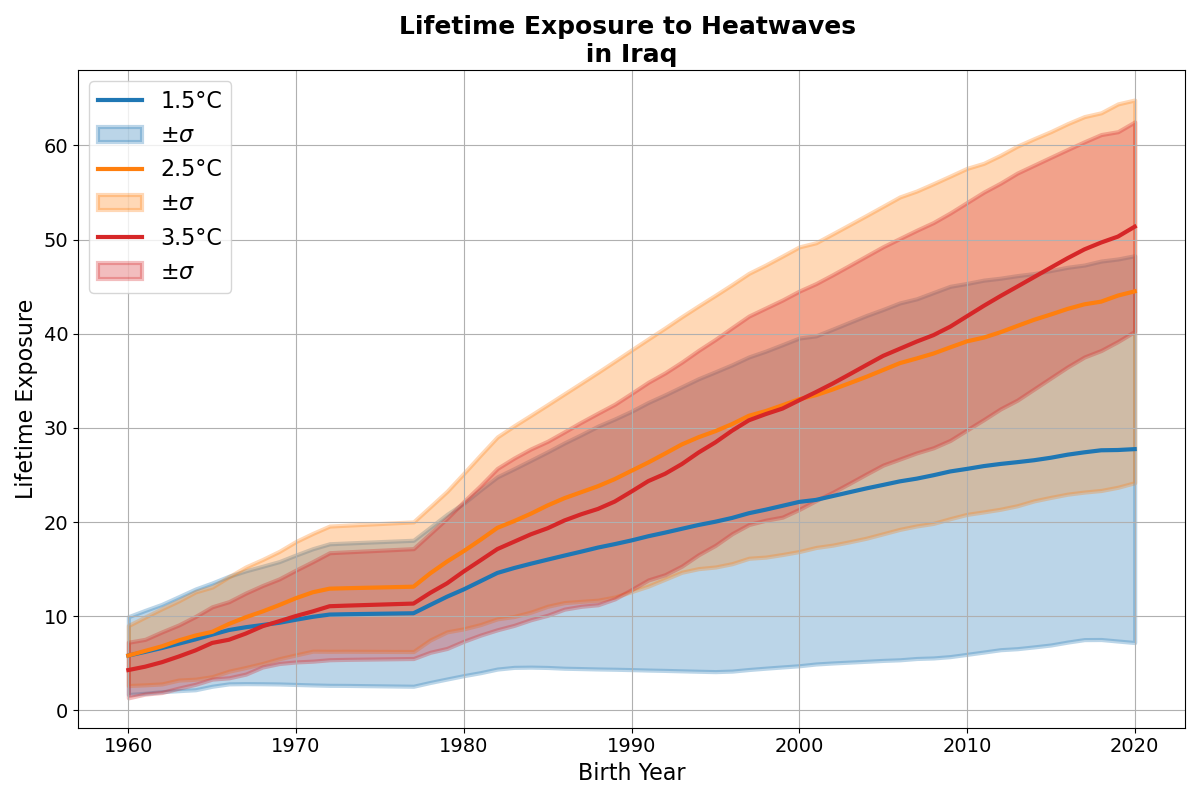 Lifetime Exposure to Heatwaves
in Iraq
1.5°C
±σ
2.5°C
±σ
3.5°C
±σ
Lifetime Exposure
60
50
40
30
20
10
0
1960 1970 1980 1990 2000 2010 2020
Birth Year